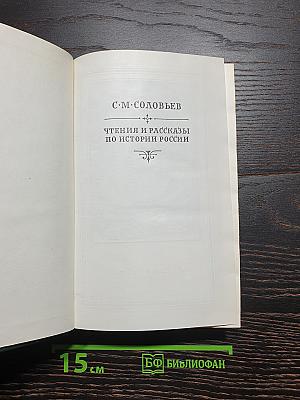 С·М·СОЛОВЬЕВ
ЧТЕНИЯ И РАССКАЗЫ
ПО ИСТОРИИ РОССИИ
15 см
БФ БИБЛИОФАН